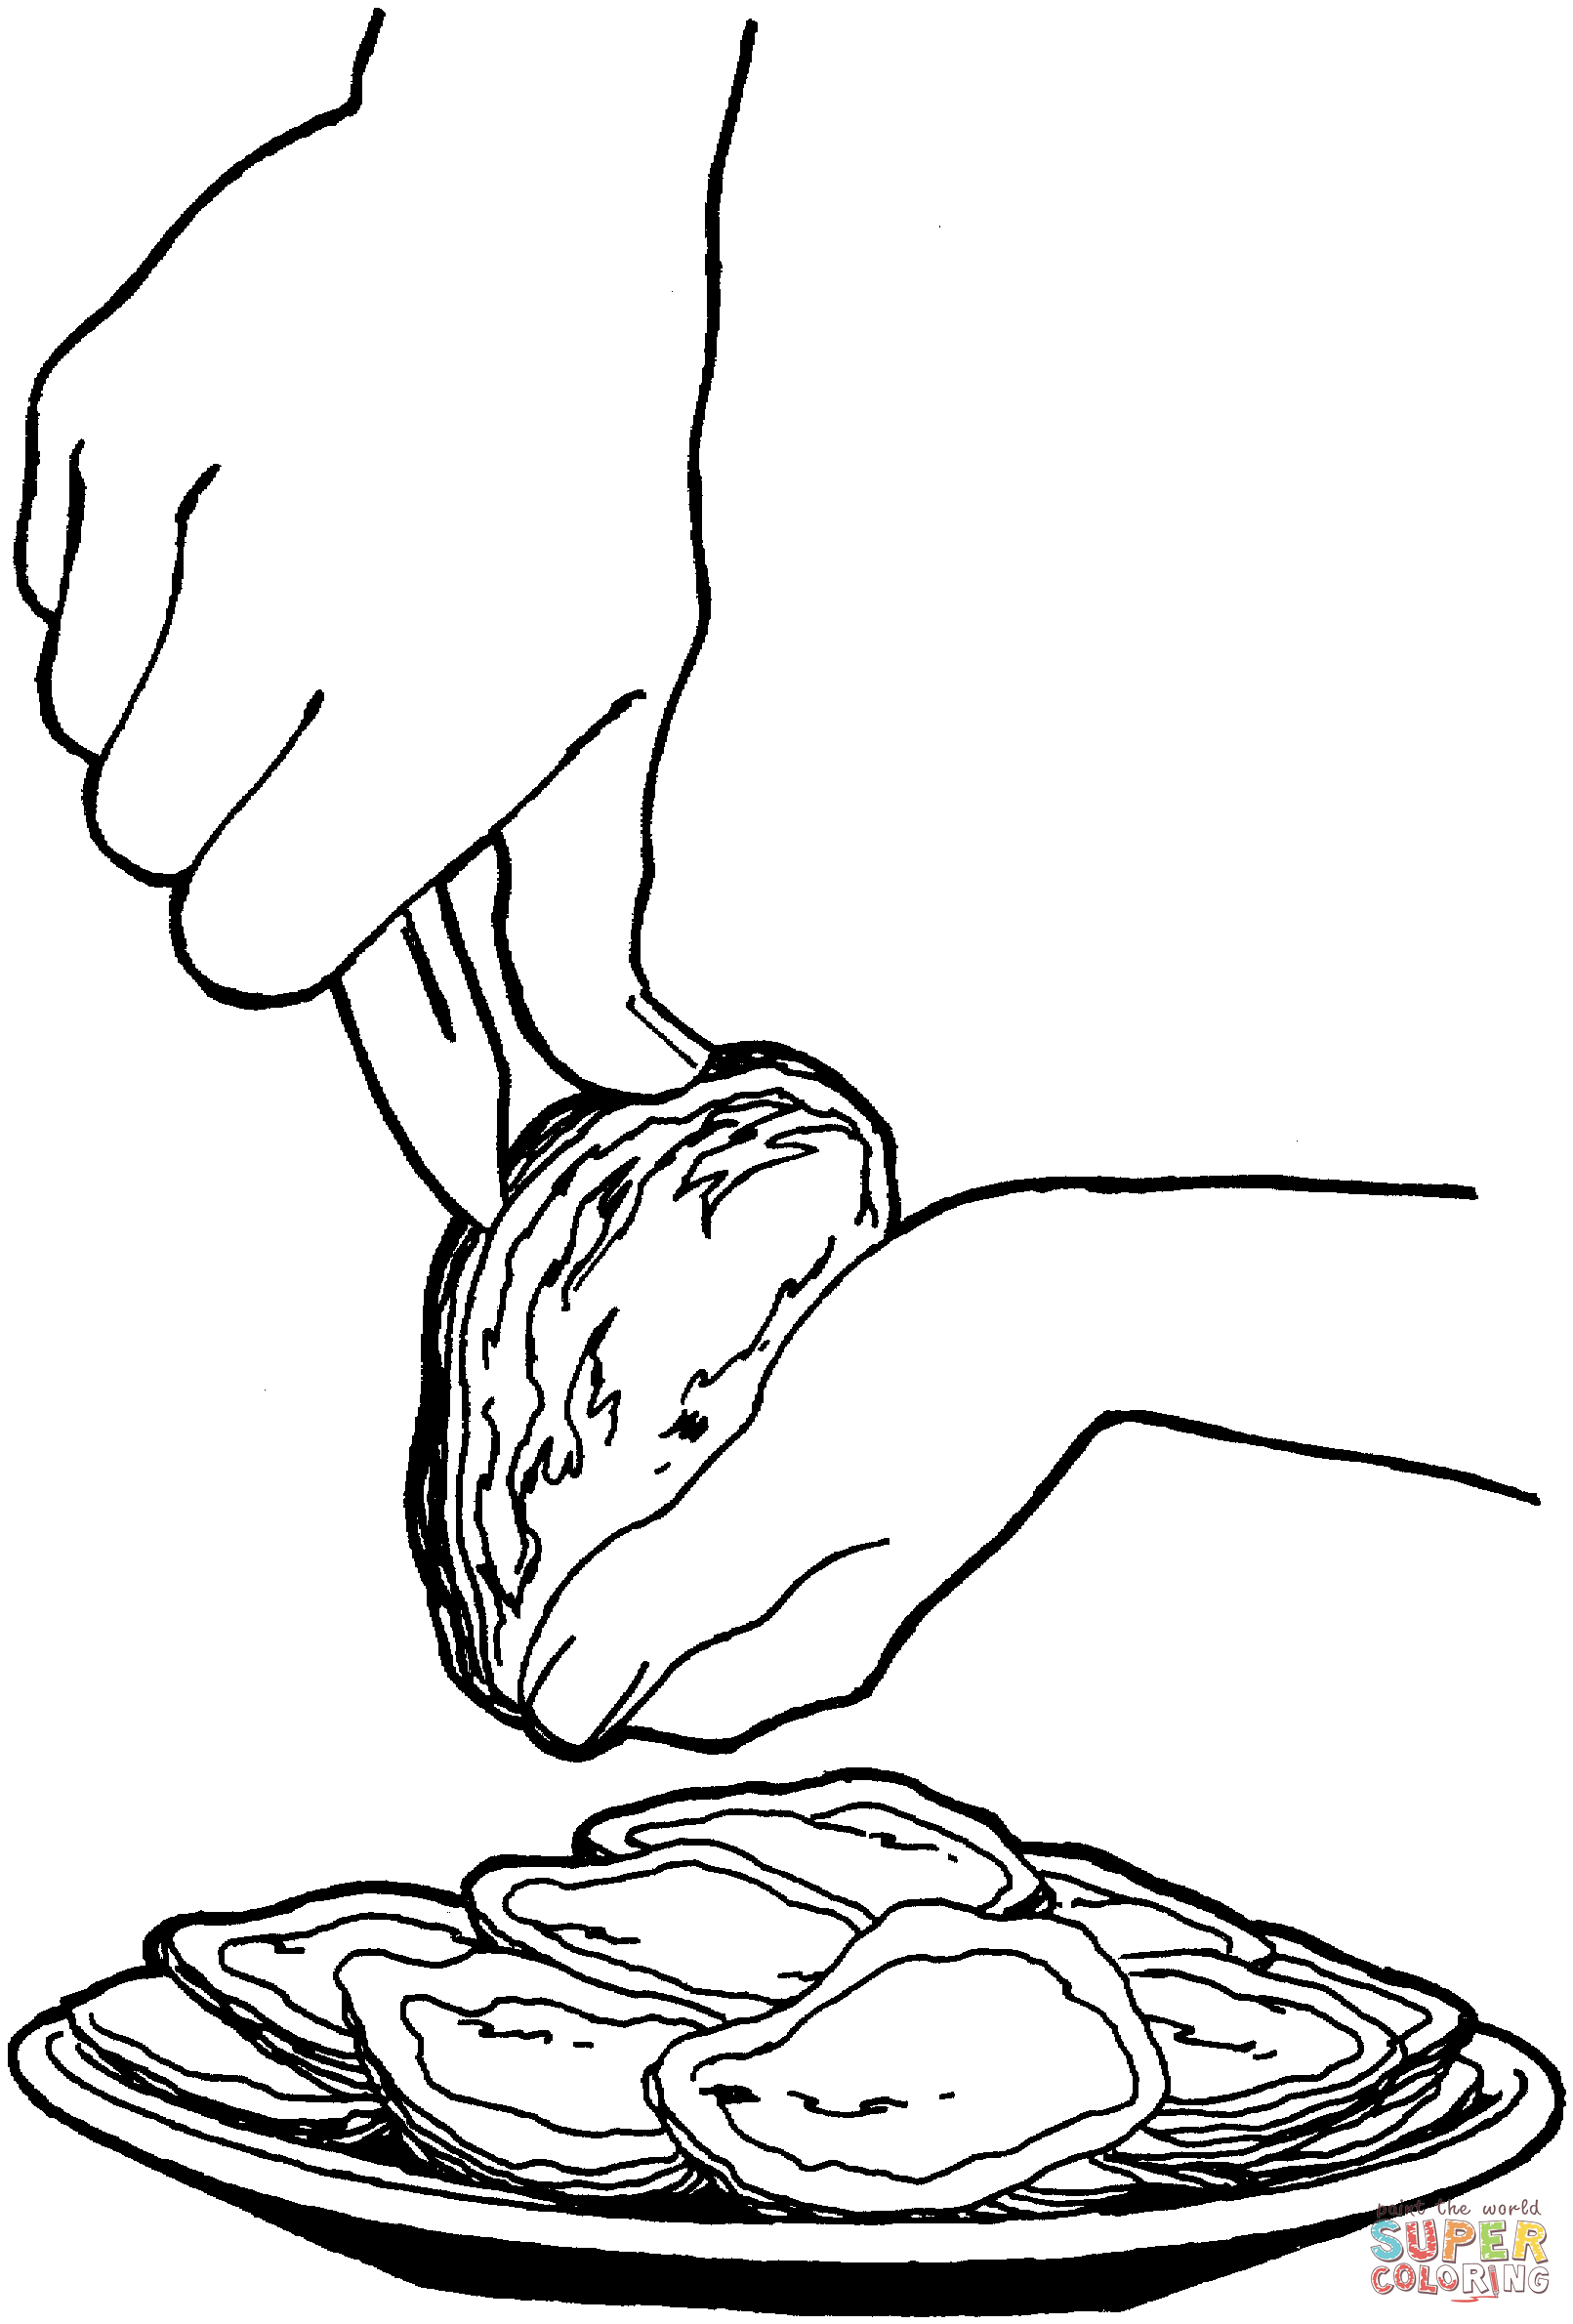 paint the world
SUPER
COLORING